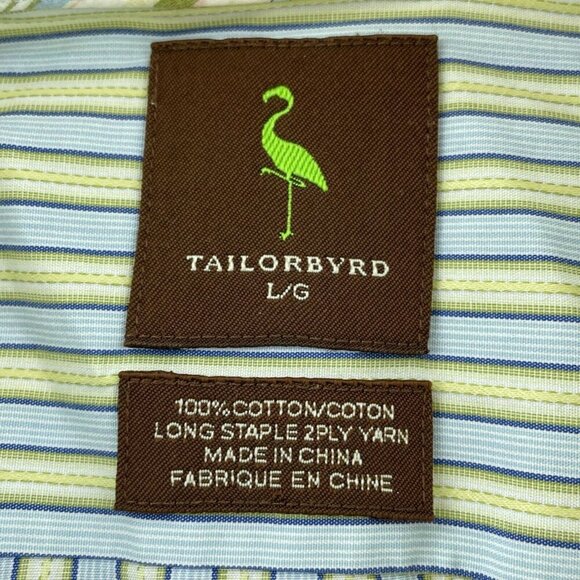 TAILORBYRD
L/G
100% COTTON/COTON
LONG STAPLE 2PLY YARN
MADE IN CHINA
FABRIQUE EN CHINE